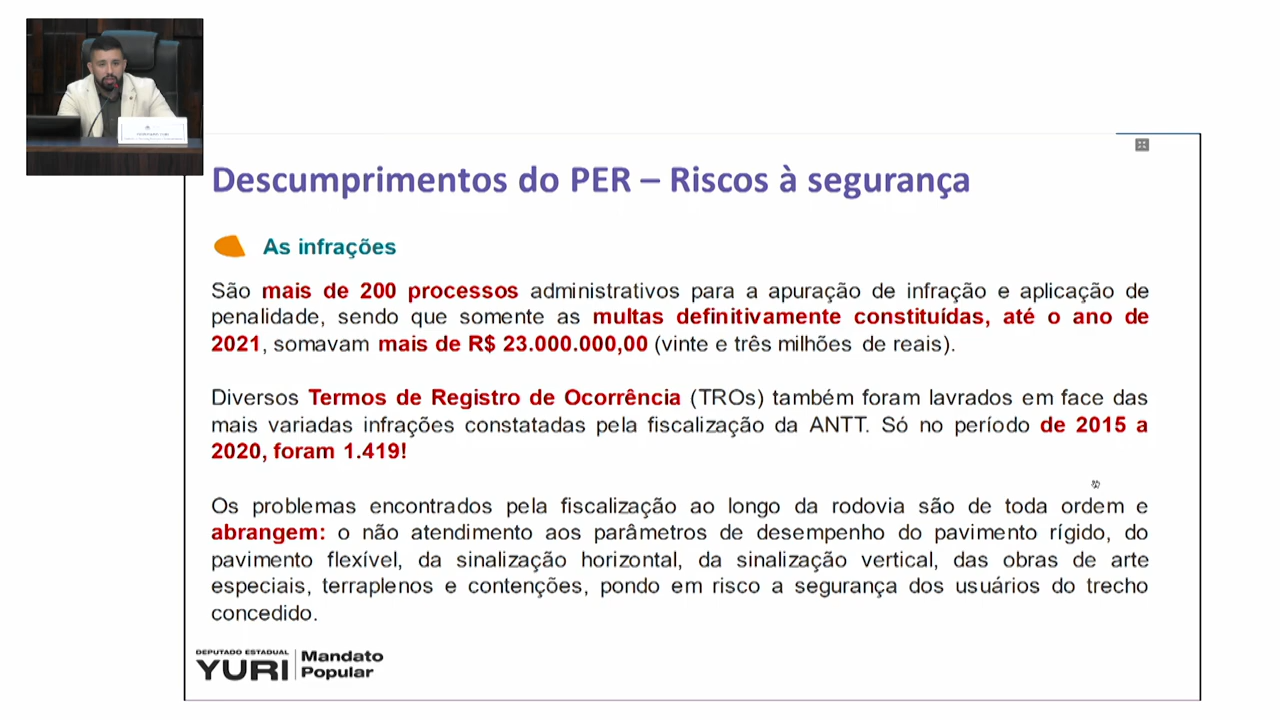 Descumprimentos do PER – Riscos à segurança
As infrações
São mais de 200 processos administrativos para a apuração de infração e aplicação de
penalidade, sendo que somente as multas definitivamente constituídas, até o ano de
2021, somavam mais de R$ 23.000.000,00 (vinte e três milhões de reais).
Diversos Termos de Registro de Ocorrência (TROs) também foram lavrados em face das
mais variadas infrações constatadas pela fiscalização da ANTT. Só no período de 2015 a
2020, foram 1.419!
Os problemas encontrados pela fiscalização ao longo da rodovia são de toda ordem e
abrangem: o não atendimento aos parâmetros de desempenho do pavimento rígido, do
pavimento flexível, da sinalização horizontal, da sinalização vertical, das obras de arte
especiais, terraplenos e contenções, pondo em risco a segurança dos usuários do trecho
concedido.
DEPUTADO ESTADUAL
YURI
Mandato
Popular